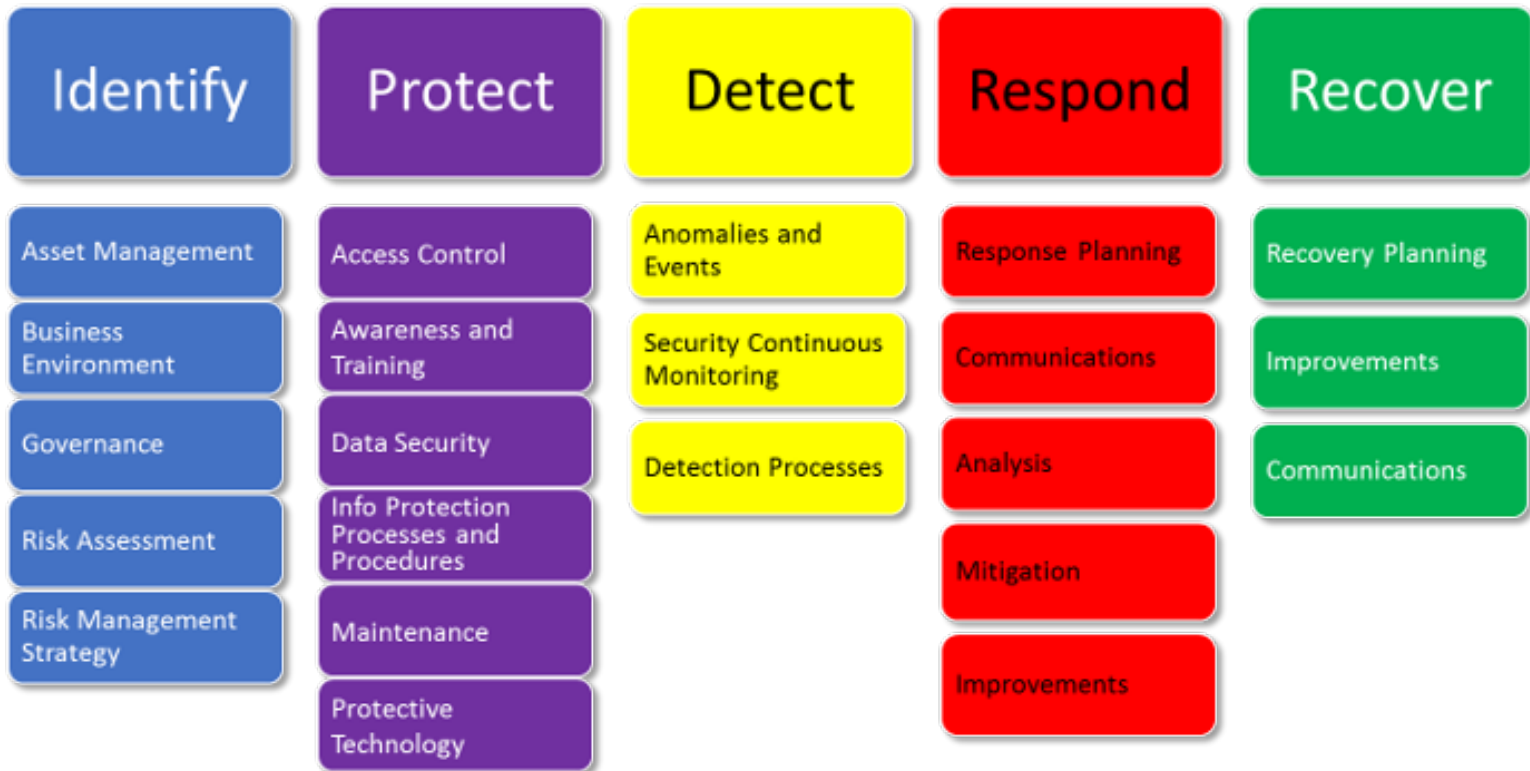 Identify
Asset Management
Business
Environment
Governance
Risk Assessment
Risk Management
Strategy
Protect
Access Control
Awareness and
Training
Data Security
Info Protection
Processes and
Procedures
Maintenance
Protective
Technology
Detect
Anomalies and
Events
Security Continuous
Monitoring
Detection Processes
Respond
Response Planning
Communications
Analysis
Mitigation
Improvements
Recover
Recovery Planning
Improvements
Communications